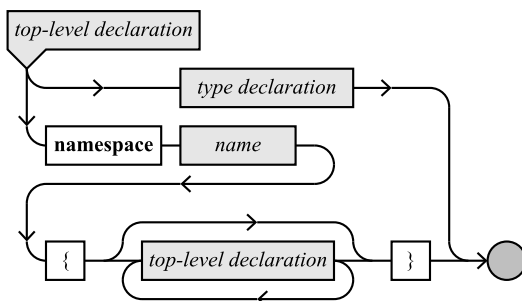 top-level declaration
type declaration
namespace name
{ top-level declaration }